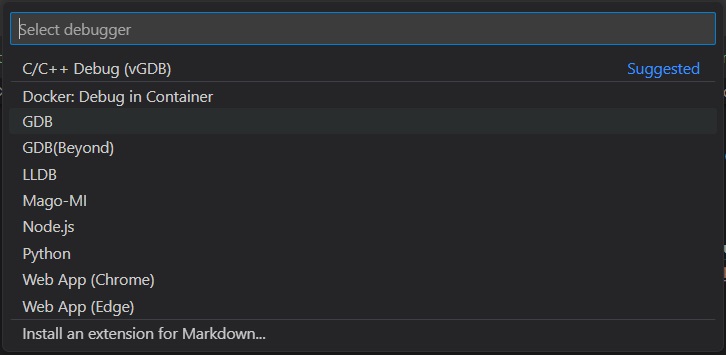 Select debugger
C/C++ Debug (vGDB) Suggested
Docker: Debug in Container
GDB
GDB(Beyond)
LLDB
Mago-MI
Node.js
Python
Web App (Chrome)
Web App (Edge)
Install an extension for Markdown...